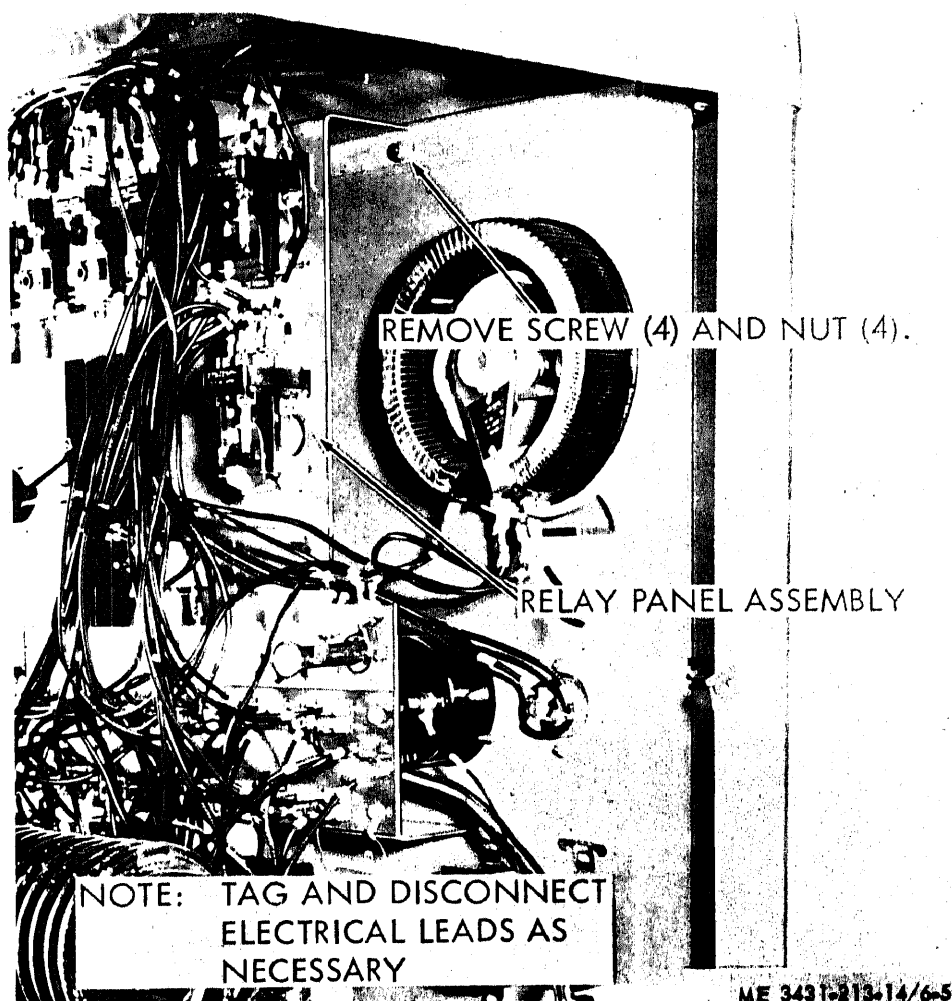 REMOVE SCREW (4) AND NUT (4).
RELAY PANEL ASSEMBLY
NOTE: TAG AND DISCONNECT
ELECTRICAL LEADS AS
NECESSARY
ME 3431-213-14/6-5